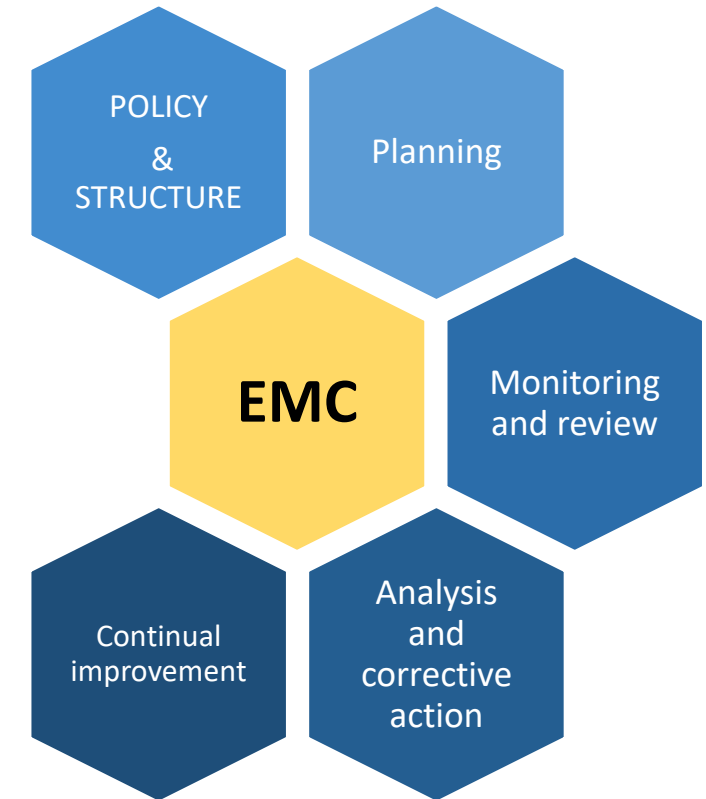 POLICY
&
STRUCTURE
Planning
EMC
Monitoring
and review
Continual
improvement
Analysis
and
corrective
action